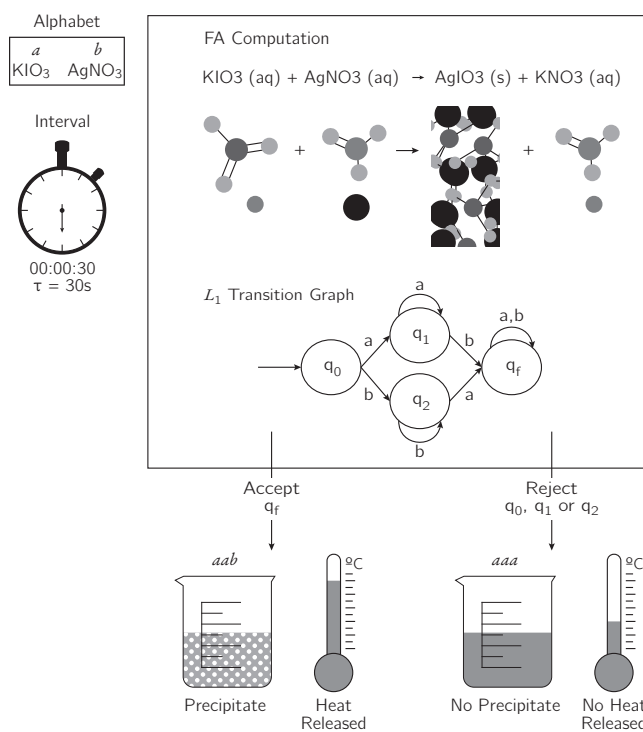 Alphabet
a b
KIO₃ AgNO₃
Interval
00:00:30
τ = 30s
FA Computation
KIO3 (aq) + AgNO3 (aq) → AgIO3 (s) + KNO3 (aq)
+ → +
L₁ Transition Graph
a
a q₁ b a,b
q₀ q_f
b q₂ a
b
Accept
q_f
Reject
q₀, q₁ or q₂
aab
ºC
aaa
ºC
Precipitate
Heat
Released
No Precipitate
No Heat
Released